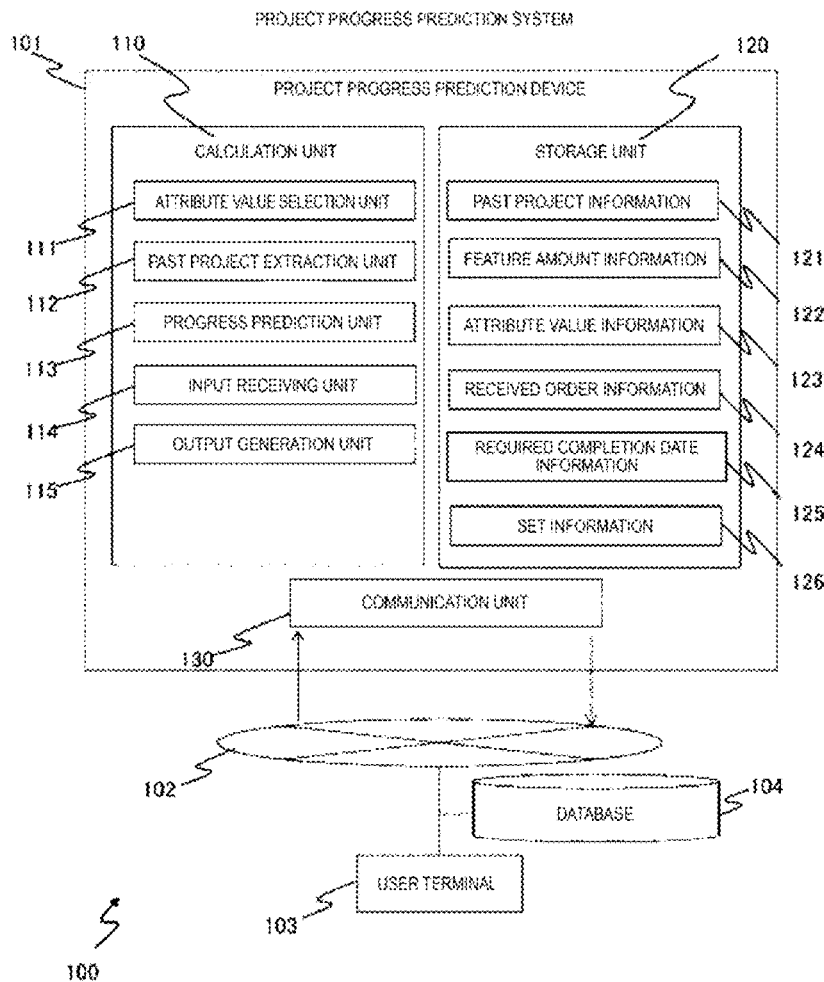 PROJECT PROGRESS PREDICTION SYSTEM
101
110
120
PROJECT PROGRESS PREDICTION DEVICE
CALCULATION UNIT
STORAGE UNIT
ATTRIBUTE VALUE SELECTION UNIT
PAST PROJECT INFORMATION
111
121
PAST PROJECT EXTRACTION UNIT
FEATURE AMOUNT INFORMATION
112
122
PROGRESS PREDICTION UNIT
ATTRIBUTE VALUE INFORMATION
113
123
INPUT RECEIVING UNIT
RECEIVED ORDER INFORMATION
114
124
OUTPUT GENERATION UNIT
REQUIRED COMPLETION DATE
INFORMATION
115
125
SET INFORMATION
126
COMMUNICATION UNIT
130
102
DATABASE
104
USER TERMINAL
103
100